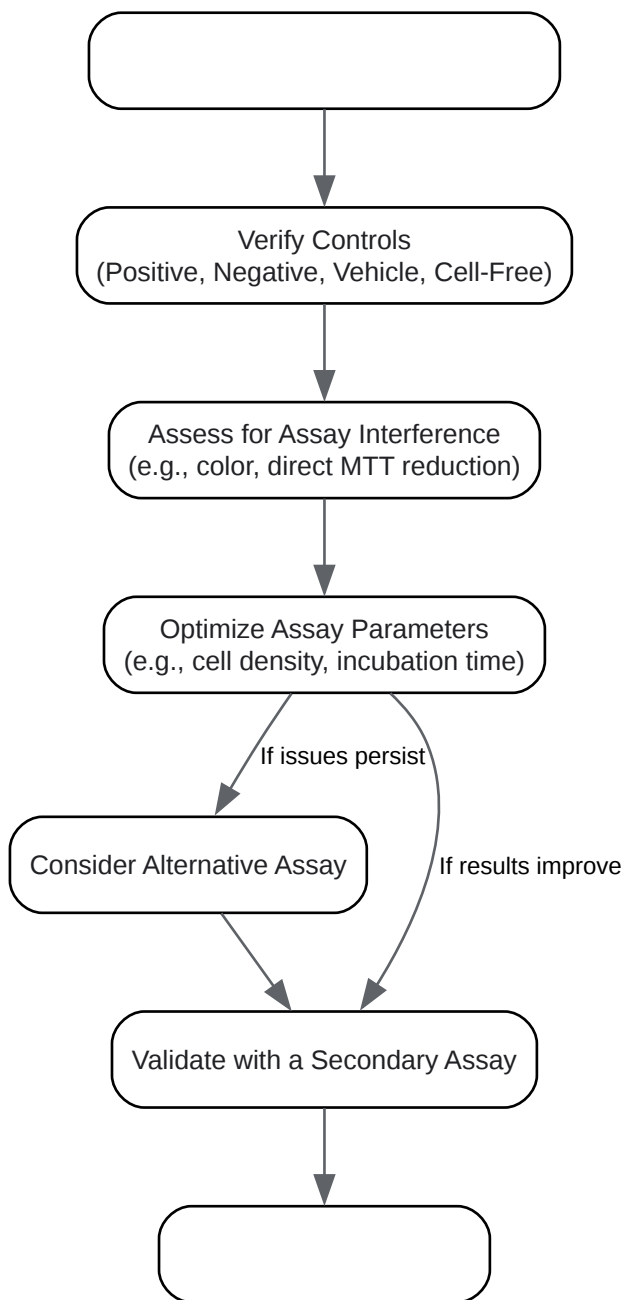 Verify Controls
(Positive, Negative, Vehicle, Cell-Free)
Assess for Assay Interference
(e.g., color, direct MTT reduction)
Optimize Assay Parameters
(e.g., cell density, incubation time)
If issues persist
Consider Alternative Assay
If results improve
Validate with a Secondary Assay